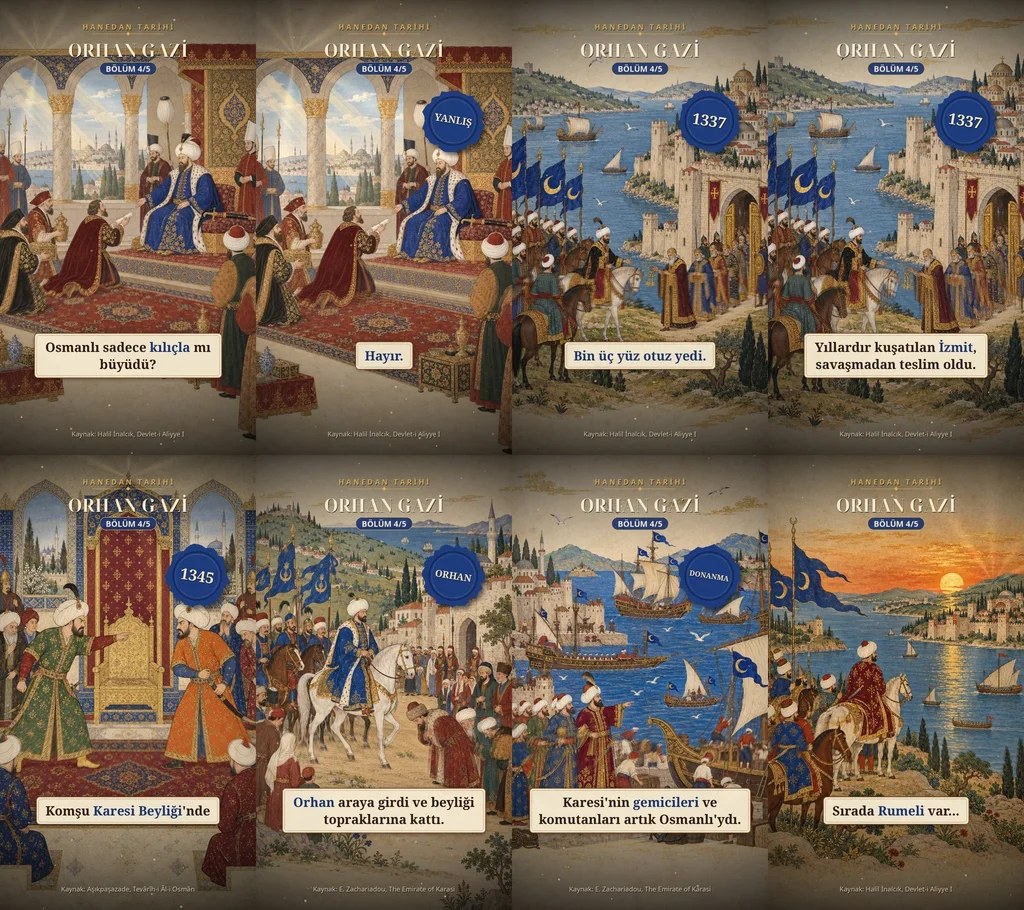 HANEDAN TARİHİ
ORHAN GAZİ
BÖLÜM 4/5
Osmanlı sadece kılıçla mı
büyüdü?
Kaynak: Halil İnalcık, Devlet-i Aliyye I
HANEDAN TARİHİ
ORHAN GAZİ
BÖLÜM 4/5
YANLIŞ
Hayır.
Kaynak: Halil İnalcık, Devlet-i Aliyye I
HANEDAN TARİHİ
ORHAN GAZİ
BÖLÜM 4/5
1337
Bin üç yüz otuz yedi.
Kaynak: Halil İnalcık, Devlet-i Aliyye I
HANEDAN TARİHİ
ORHAN GAZİ
BÖLÜM 4/5
1337
Yıllardır kuşatılan İzmit,
savaşmadan teslim oldu.
Kaynak: Halil İnalcık, Devlet-i Aliyye I
HANEDAN TARİHİ
ORHAN GAZİ
BÖLÜM 4/5
1345
Komşu Karesi Beyliği'nde
Kaynak: Aşıkpaşazade, Tevârîh-i Âl-i Osmân
HANEDAN TARİHİ
ORHAN GAZİ
BÖLÜM 4/5
ORHAN
Orhan araya girdi ve beyliği
topraklarına kattı.
Kaynak: E. Zachariadou, The Emirate of Karasi
HANEDAN TARİHİ
ORHAN GAZİ
BÖLÜM 4/5
DONANMA
Karesi'nin gemicileri ve
komutanları artık Osmanlı'ydı.
Kaynak: E. Zachariadou, The Emirate of Karasi
HANEDAN TARİHİ
ORHAN GAZİ
BÖLÜM 4/5
Sırada Rumeli var...
Kaynak: Halil İnalcık, Devlet-i Aliyye I